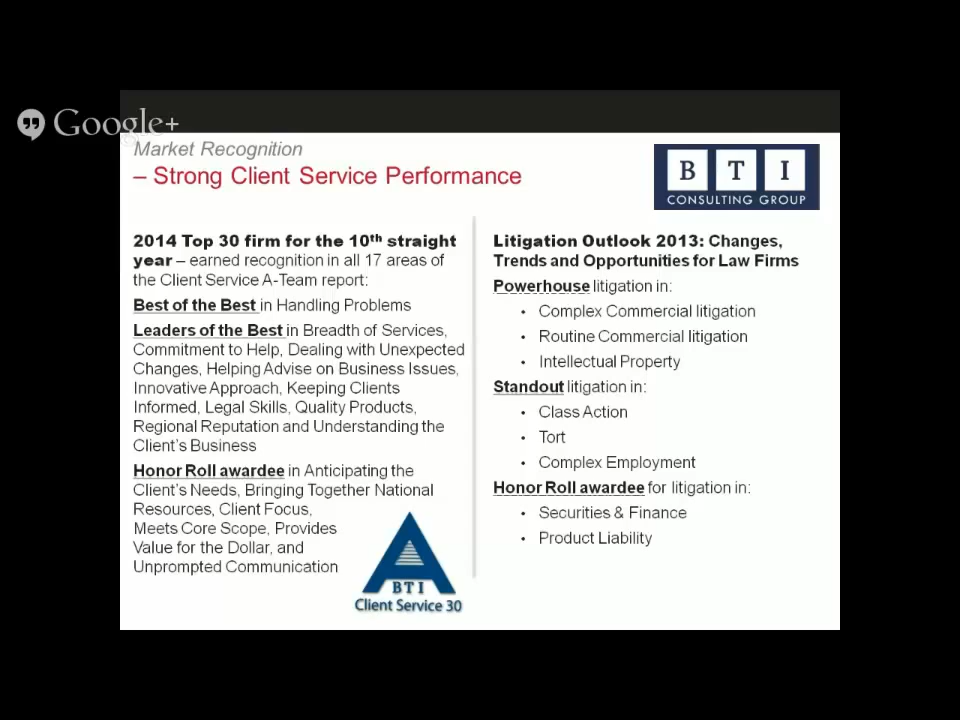 Google+
Market Recognition
– Strong Client Service Performance
B T I
CONSULTING GROUP
2014 Top 30 firm for the 10th straight
year – earned recognition in all 17 areas of
the Client Service A-Team report:
Best of the Best in Handling Problems
Leaders of the Best in Breadth of Services,
Commitment to Help, Dealing with Unexpected
Changes, Helping Advise on Business Issues,
Innovative Approach, Keeping Clients
Informed, Legal Skills, Quality Products,
Regional Reputation and Understanding the
Client's Business
Honor Roll awardee in Anticipating the
Client's Needs, Bringing Together National
Resources, Client Focus,
Meets Core Scope, Provides
Value for the Dollar, and
Unprompted Communication
BTI
Client Service 30
Litigation Outlook 2013: Changes,
Trends and Opportunities for Law Firms
Powerhouse litigation in:
• Complex Commercial litigation
• Routine Commercial litigation
• Intellectual Property
Standout litigation in:
• Class Action
• Tort
• Complex Employment
Honor Roll awardee for litigation in:
• Securities & Finance
• Product Liability